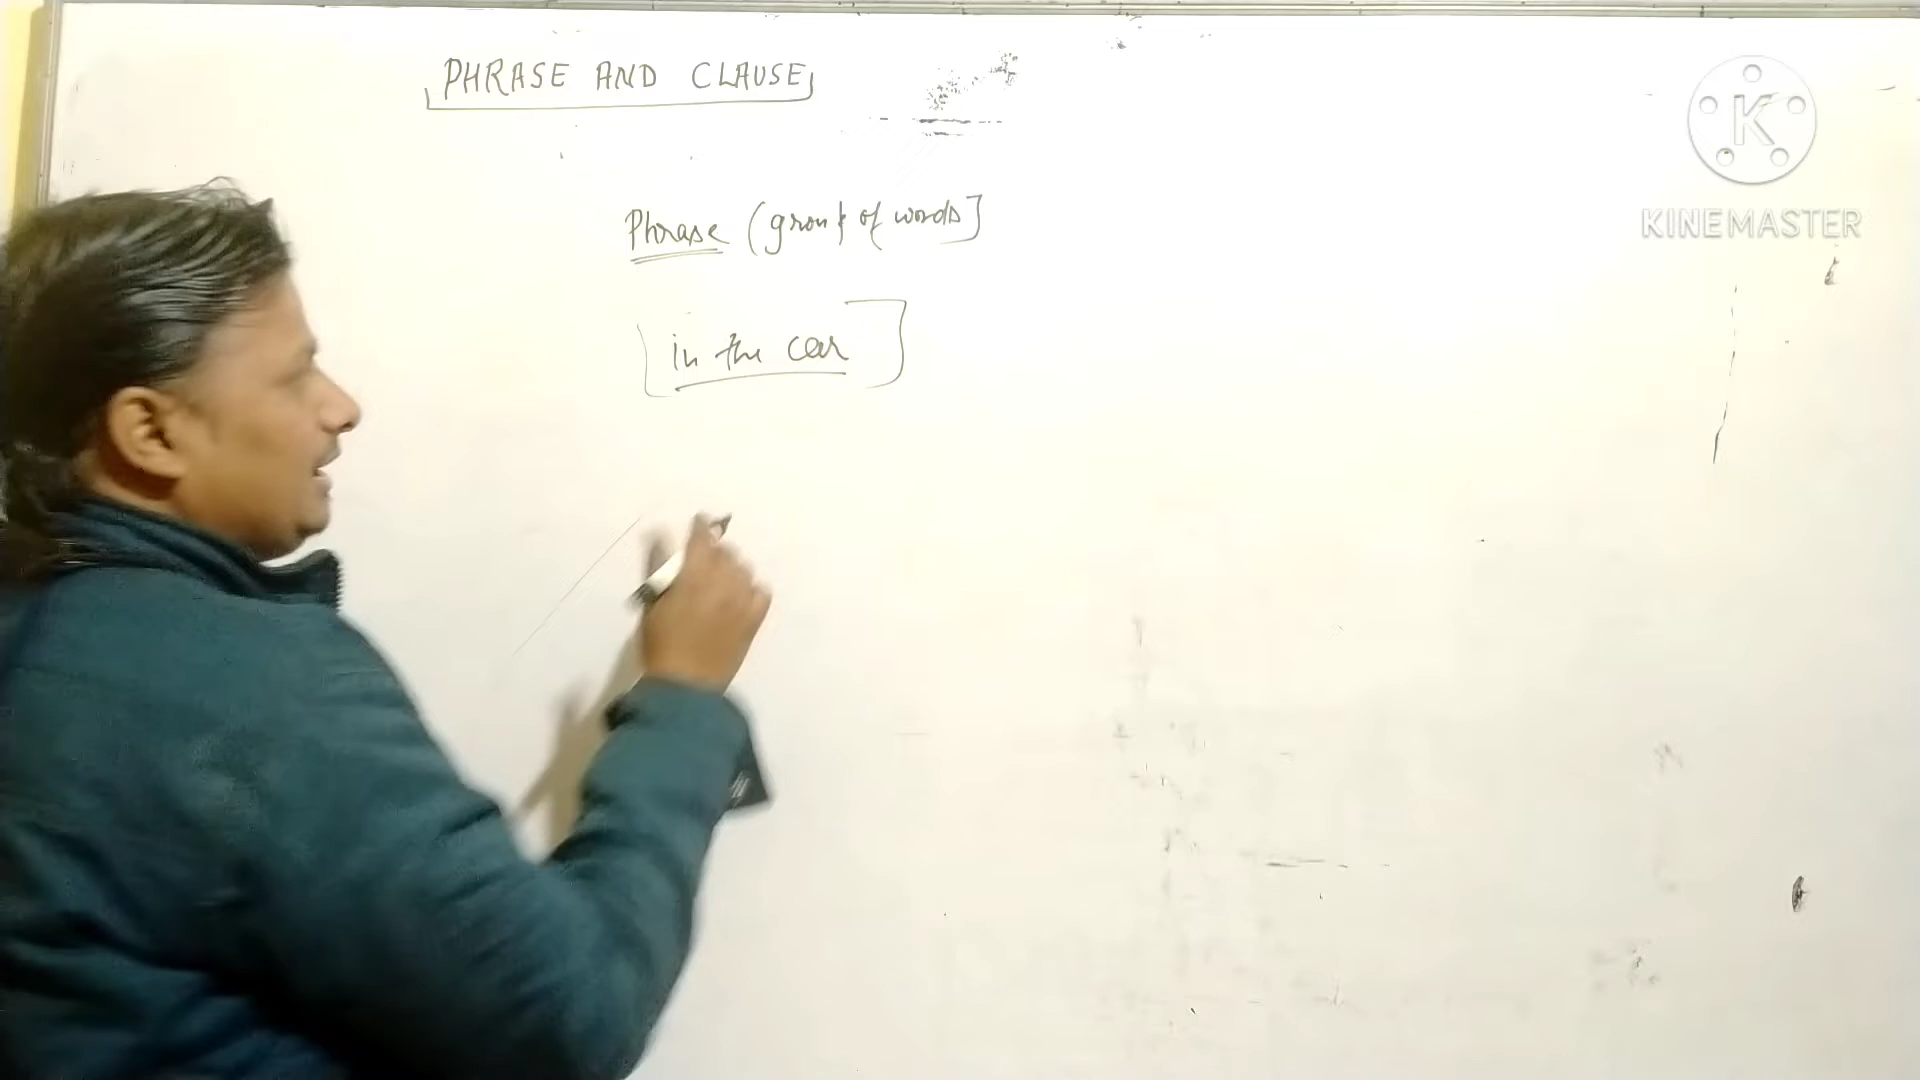 PHRASE AND CLAUSE
Phrase (group of words]
in the car
K
KINEMASTER